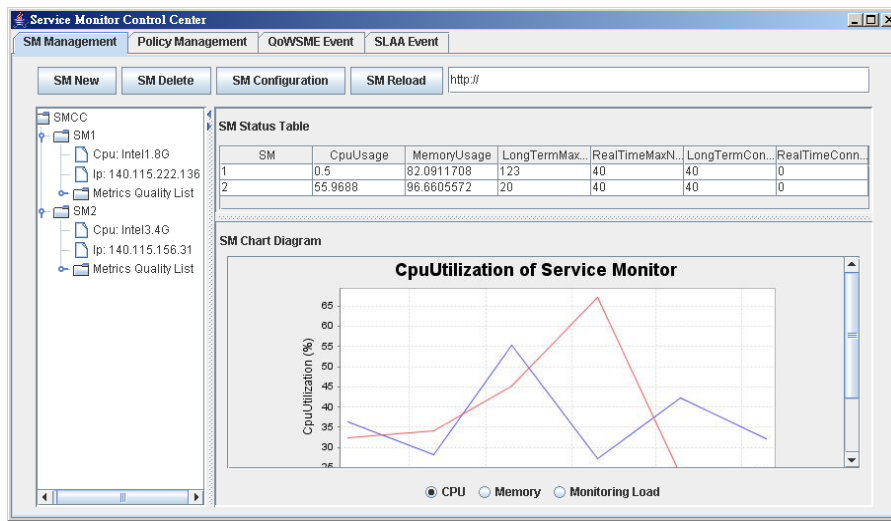 Service Monitor Control Center
SM Management Policy Management QoWSME Event SLAA Event
SM New SM Delete SM Configuration SM Reload http://
SMCC
SM1
Cpu: Intel1.8G
Ip: 140.115.222.136
Metrics Quality List
SM2
Cpu: Intel3.4G
Ip: 140.115.156.31
Metrics Quality List
SM Status Table
SM CpuUsage MemoryUsage LongTermMax... RealTimeMaxN... LongTermCon... RealTimeConn...
1 0.5 82.0911708 123 40 40 0
2 55.9688 96.6605572 20 40 40 0
SM Chart Diagram
CpuUtilization of Service Monitor
CpuUtilization (%)
65
60
55
50
45
40
35
30
25
CPU Memory Monitoring Load